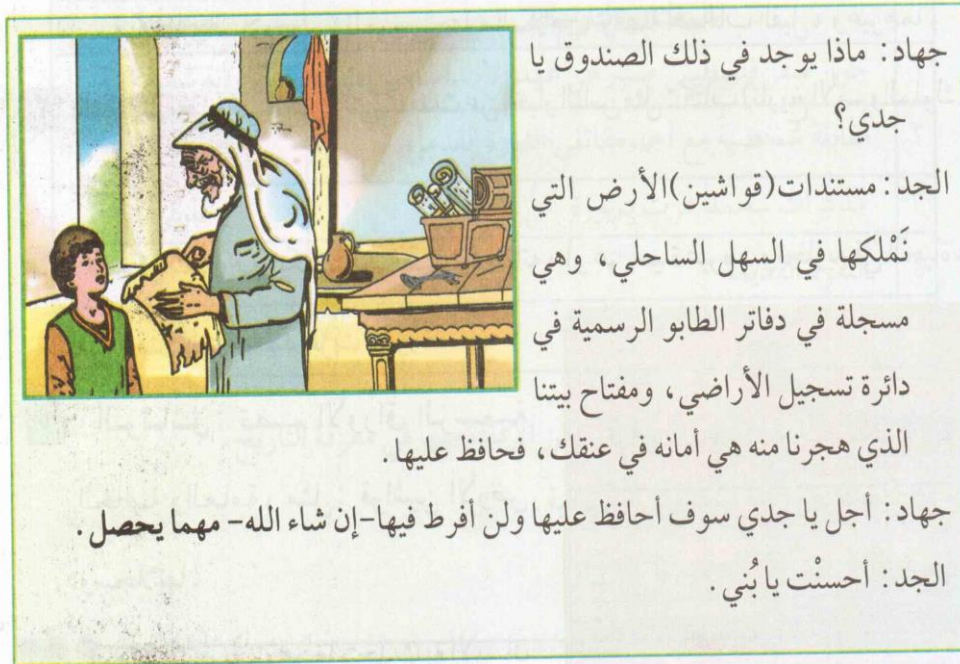 جهاد: ماذا يوجد في ذلك الصندوق يا
جدي؟
الجد: مستندات(قواشين)الأرض التي
نَمْلكها في السهل الساحلي ، وهي
مسجلة في دفاتر الطابو الرسمية في
دائرة تسجيل الأراضي، ومفتاح بيتنا
الذي هجرنا منه هي أمانه في عنقك، فحافظ عليها.
جهاد: أجل يا جدي سوف أحافظ عليها ولن أفرط فيها-إن شاء الله- مهما يحصل.
الجد: أحسنْت يا بُني.